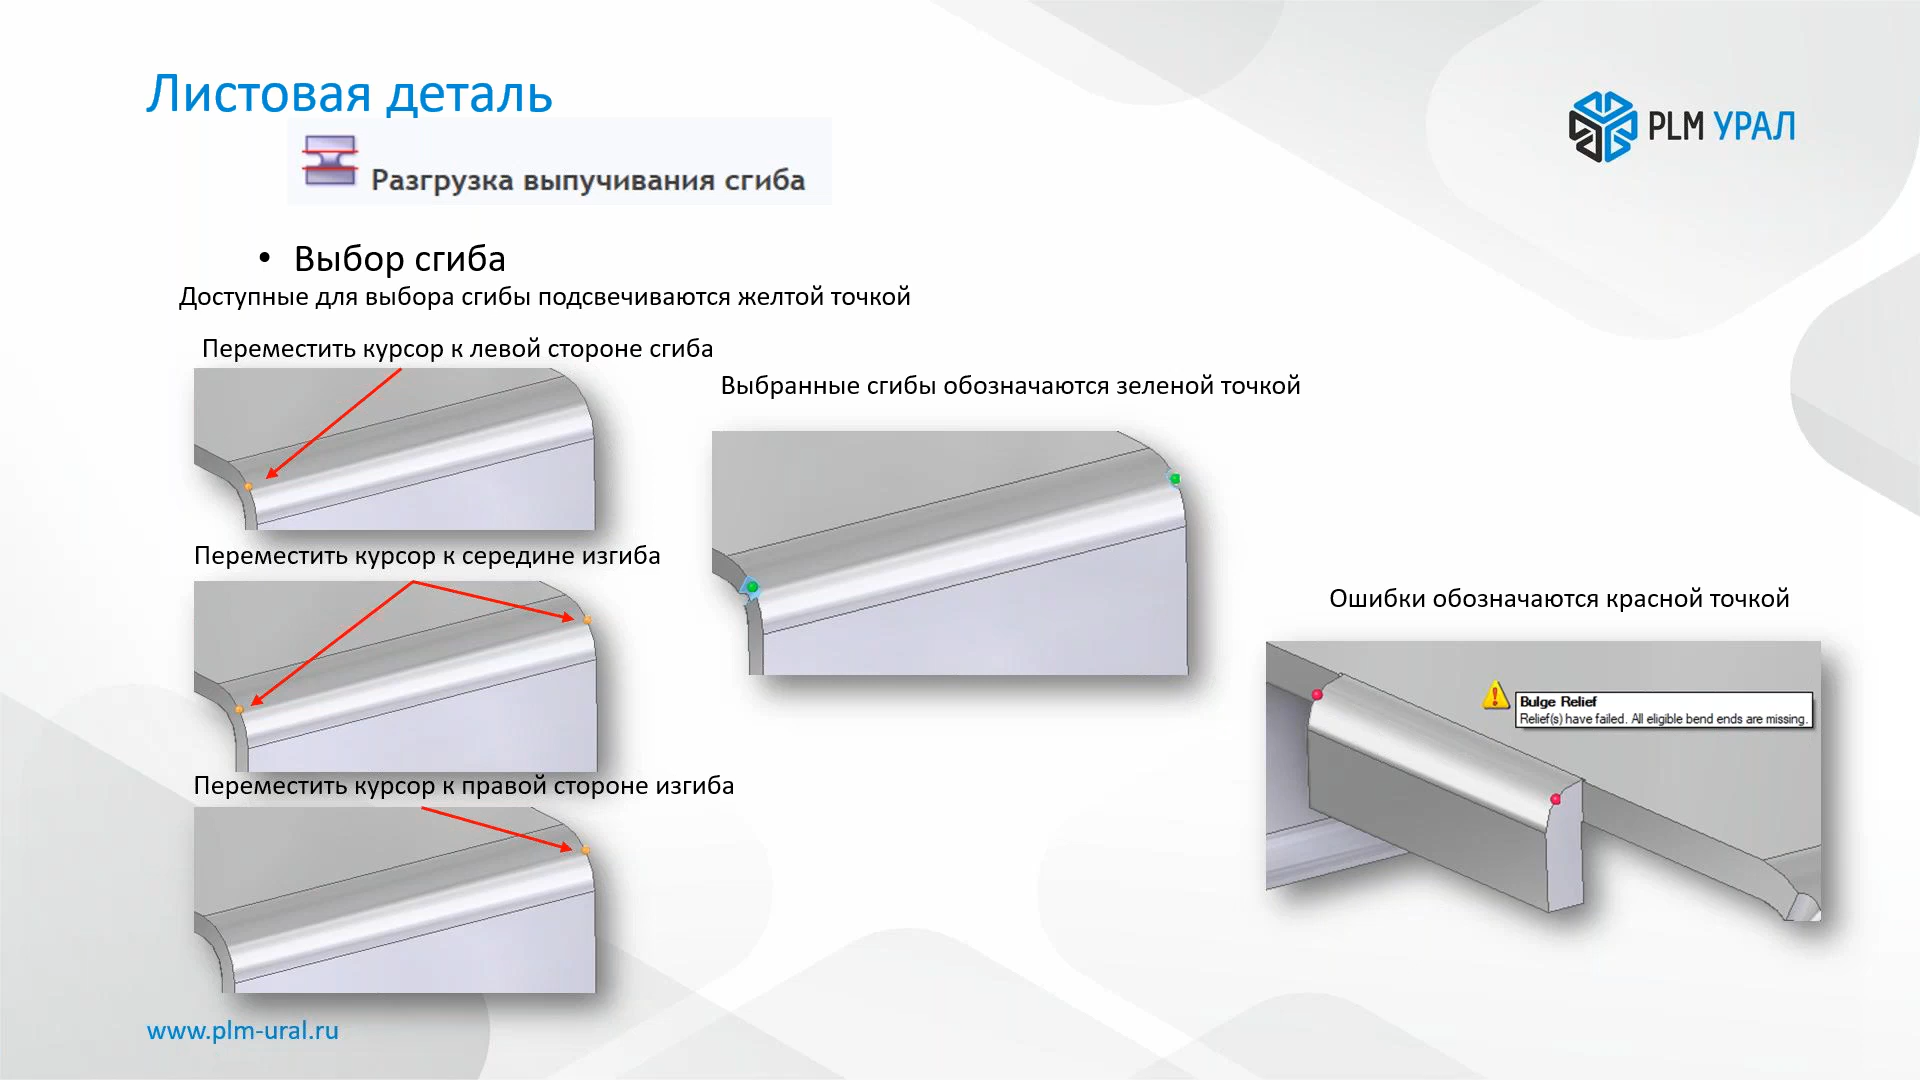 Листовая деталь
PLM УРАЛ
Разгрузка выпучивания сгиба
• Выбор сгиба
Доступные для выбора сгибы подсвечиваются желтой точкой
Переместить курсор к левой стороне сгиба
Выбранные сгибы обозначаются зеленой точкой
Переместить курсор к середине изгиба
Ошибки обозначаются красной точкой
Bulge Relief
Relief(s) have failed. All eligible bend ends are missing.
Переместить курсор к правой стороне изгиба
www.plm-ural.ru